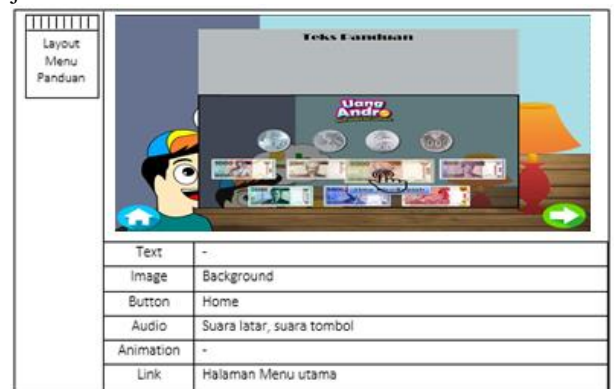 Layout
Menu
Panduan
Teks Panduan
Uang
Andro
Text -
Image Background
Button Home
Audio Suara latar, suara tombol
Animation -
Link Halaman Menu utama